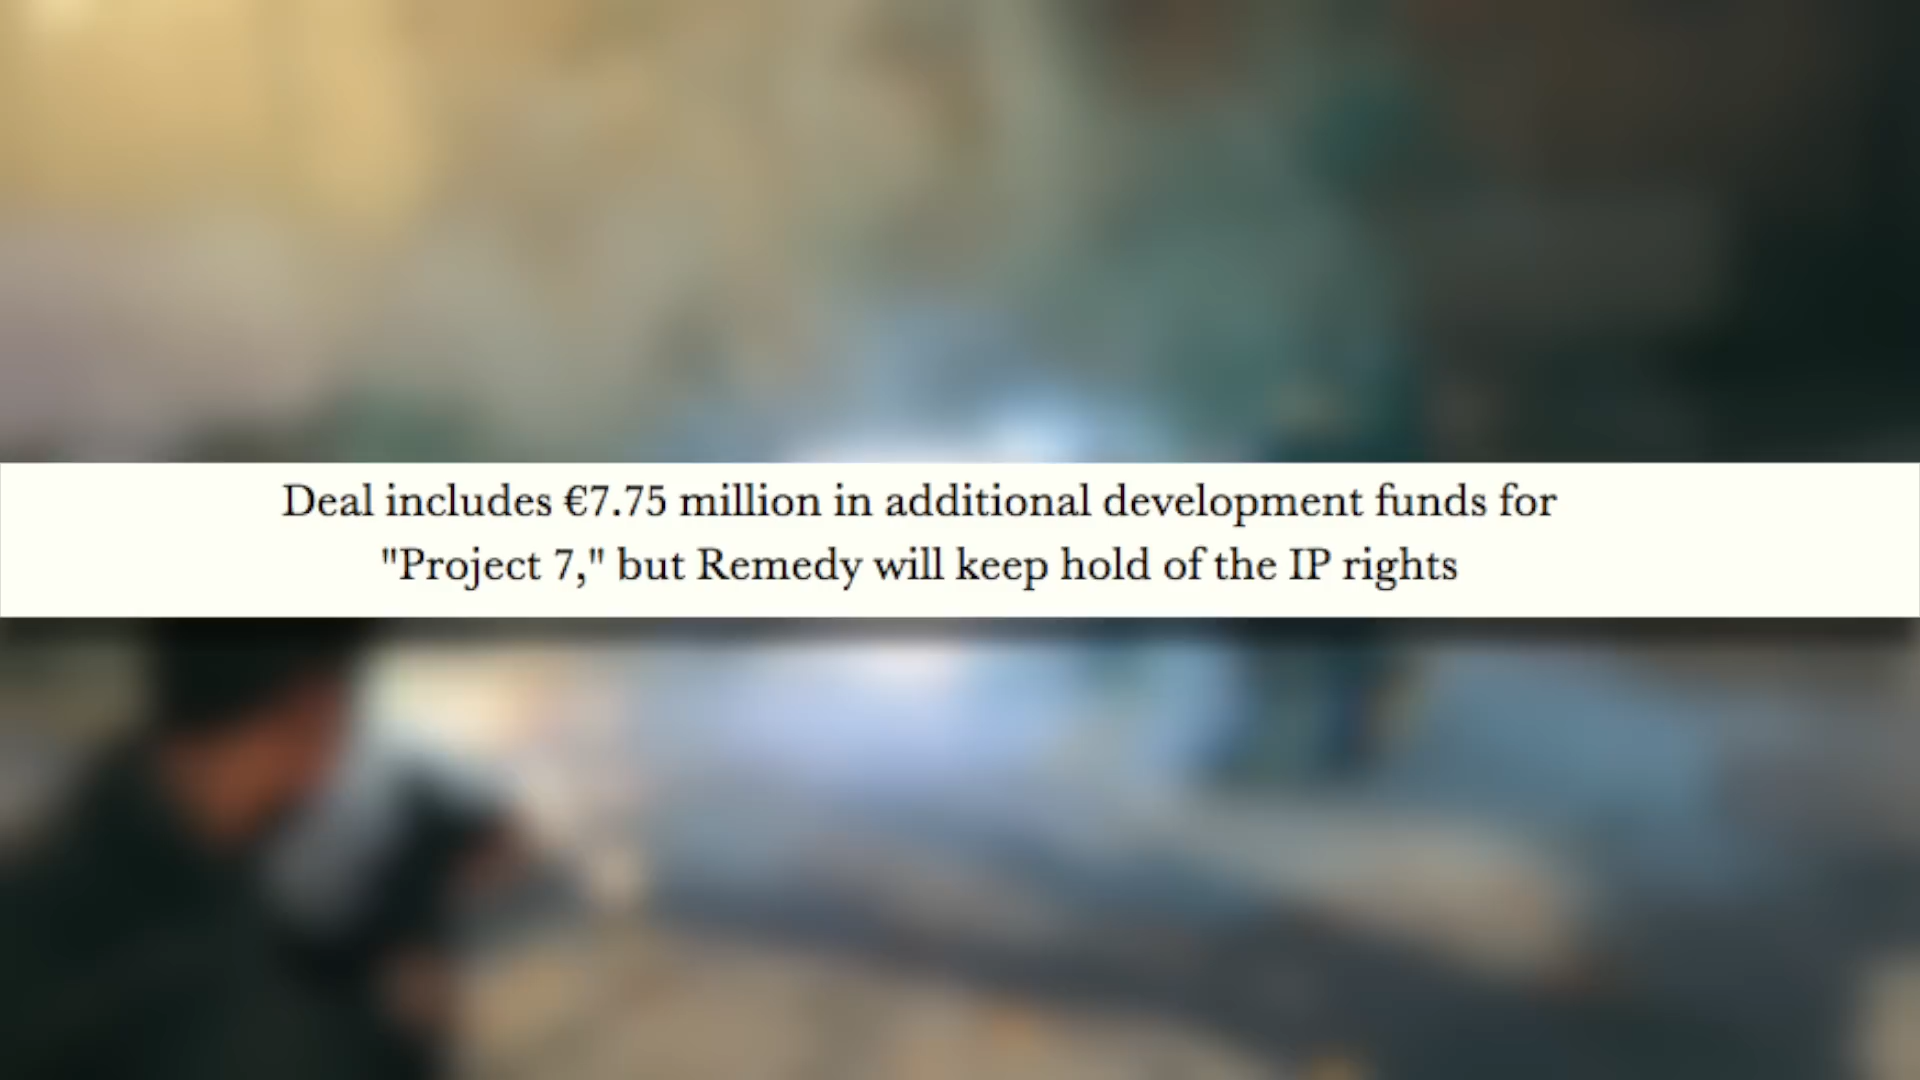 Deal includes €7.75 million in additional development funds for
"Project 7," but Remedy will keep hold of the IP rights